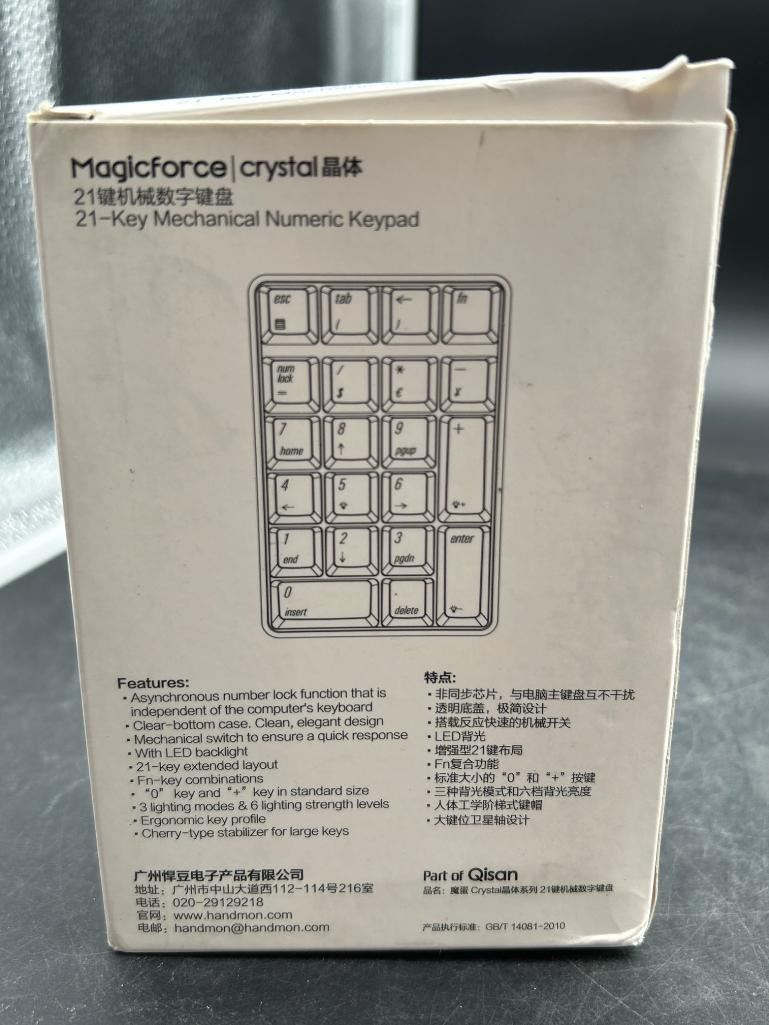 Magicforce|crystal晶体
21键机械数字键盘
21-Key Mechanical Numeric Keypad
esc tab ← fn
( )
num lock / * −
= $ € ¥
7 8 9 +
home ↑ pgup
4 5 6
← →
1 2 3 enter
end ↓ pgdn
0 .
insert delete
Features:
· Asynchronous number lock function that is
independent of the computer's keyboard
· Clear-bottom case. Clean, elegant design
· Mechanical switch to ensure a quick response
· With LED backlight
· 21-key extended layout
· Fn-key combinations
· “0” key and “+” key in standard size
· 3 lighting modes & 6 lighting strength levels
· Ergonomic key profile
· Cherry-type stabilizer for large keys
特点:
· 非同步芯片，与电脑主键盘互不干扰
· 透明底盖，极简设计
· 搭载反应快速的机械开关
· LED背光
· 增强型21键布局
· Fn复合功能
· 标准大小的“0”和“+”按键
· 三种背光模式和六档背光亮度
· 人体工学阶梯式键帽
· 大键位卫星轴设计
广州悍豆电子产品有限公司
地址: 广州市中山大道西112-114号216室
电话: 020-29129218
官网: www.handmon.com
电邮: handmon@handmon.com
Part of Qisan
品名: 魔蛋 Crystal晶体系列 21键机械数字键盘
产品执行标准: GB/T 14081-2010